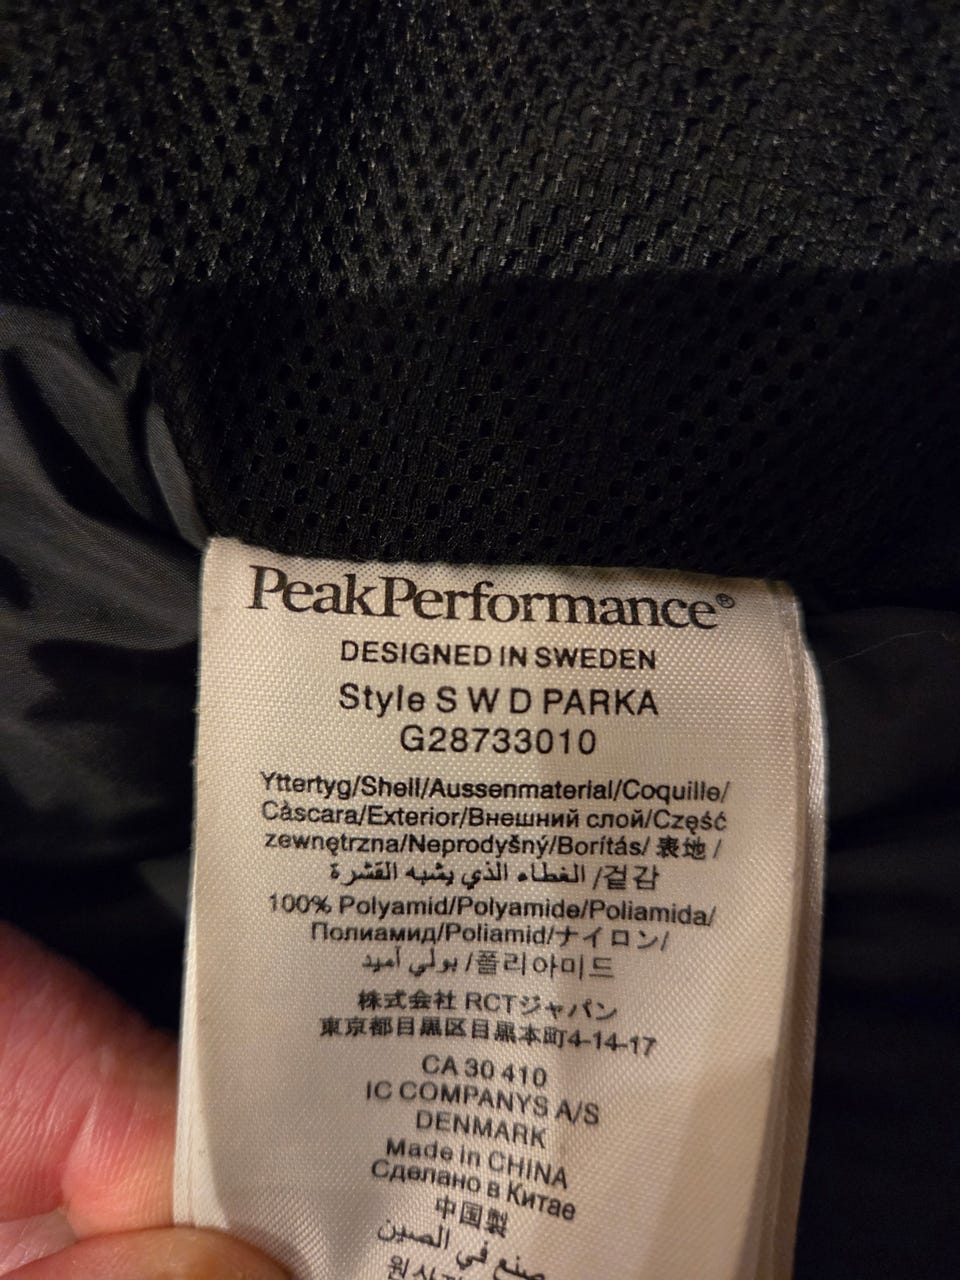 PeakPerformance®
DESIGNED IN SWEDEN
Style S W D PARKA
G28733010
Yttertyg/Shell/Aussenmaterial/Coquille/
Càscara/Exterior/Внешний слой/Część
zewnętrzna/Neprodyšný/Borítás/ 表地 /
الغطاء الذي يشبه القشرة /겉감
100% Polyamid/Polyamide/Poliamida/
Полиамид/Poliamid/ナイロン/
بولي أميد /폴리아미드
株式会社 RCTジャパン
東京都目黒区目黒本町4-14-17
CA 30 410
IC COMPANYS A/S
DENMARK
Made in CHINA
Сделано в Китае
中国製
صنع في الصين